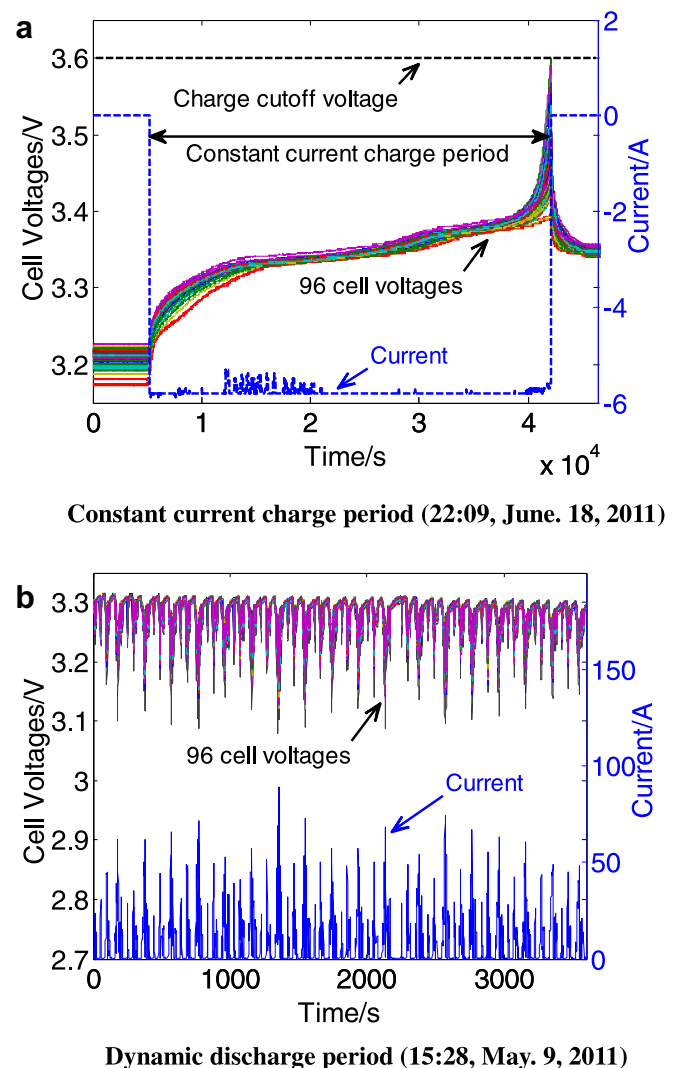 a
2
3.6
Charge cutoff voltage
0
3.5
Constant current charge period
Cell Voltages/V
Current/A
3.4
-2
3.3
96 cell voltages
-4
3.2
Current
-6
0 1 2 3 4
Time/s
x 10^4
Constant current charge period (22:09, June. 18, 2011)
b
3.3
3.2
150
3.1
96 cell voltages
Cell Voltages/V
Current/A
3
100
Current
2.9
50
2.8
2.7
0
0 1000 2000 3000
Time/s
Dynamic discharge period (15:28, May. 9, 2011)